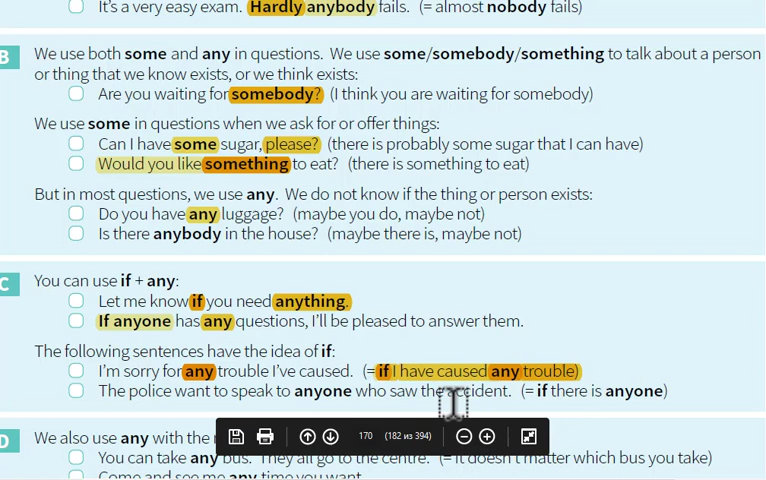 It's a very easy exam. Hardly anybody fails. (= almost nobody fails)
B
We use both some and any in questions. We use some/somebody/something to talk about a person
or thing that we know exists, or we think exists:
Are you waiting for somebody? (I think you are waiting for somebody)
We use some in questions when we ask for or offer things:
Can I have some sugar, please? (there is probably some sugar that I can have)
Would you like something to eat? (there is something to eat)
But in most questions, we use any. We do not know if the thing or person exists:
Do you have any luggage? (maybe you do, maybe not)
Is there anybody in the house? (maybe there is, maybe not)
C
You can use if + any:
Let me know if you need anything.
If anyone has any questions, I'll be pleased to answer them.
The following sentences have the idea of if:
I'm sorry for any trouble I've caused. (= if I have caused any trouble)
The police want to speak to anyone who saw the accident. (= if there is anyone)
D
We also use any with the
170 (182 из 394)
You can take any bus. They all go to the centre. (= it doesn't matter which bus you take)
Come and see me any time you want.